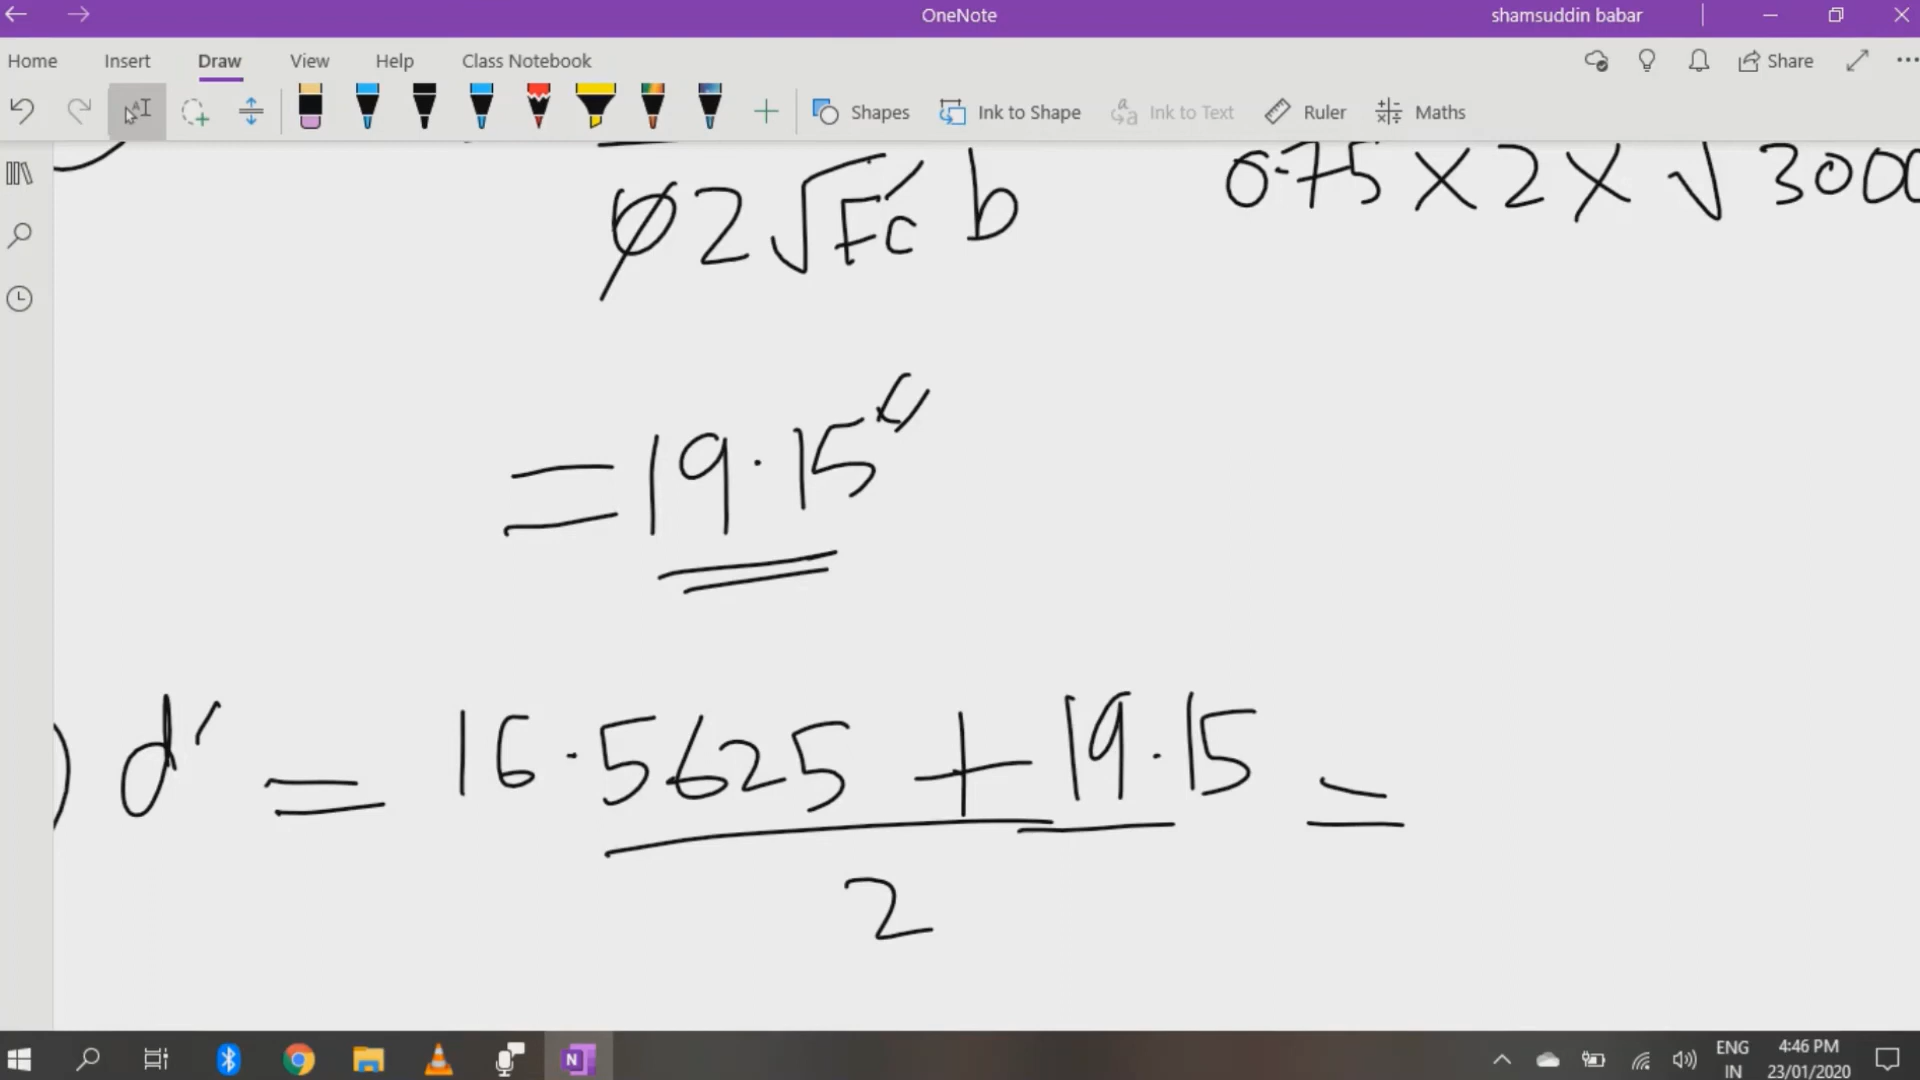 OneNote
shamsuddin babar
Home Insert Draw View Help Class Notebook
Share
Shapes Ink to Shape Ink to Text Ruler Maths
ϕ2√Fc′ b
0.75 × 2 × √3000
= 19.15"
) d′ = 16.5625 + 19.15 =
2
ENG
IN
4:46 PM
23/01/2020